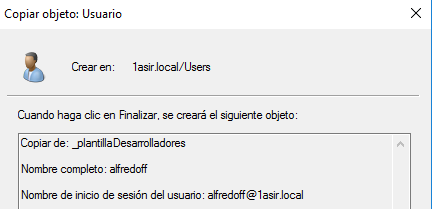 Copiar objeto: Usuario
Crear en: 1asir.local/Users
Cuando haga clic en Finalizar, se creará el siguiente objeto:
Copiar de: _plantillaDesarrolladores
Nombre completo: alfredoff
Nombre de inicio de sesión del usuario: alfredoff@1asir.local